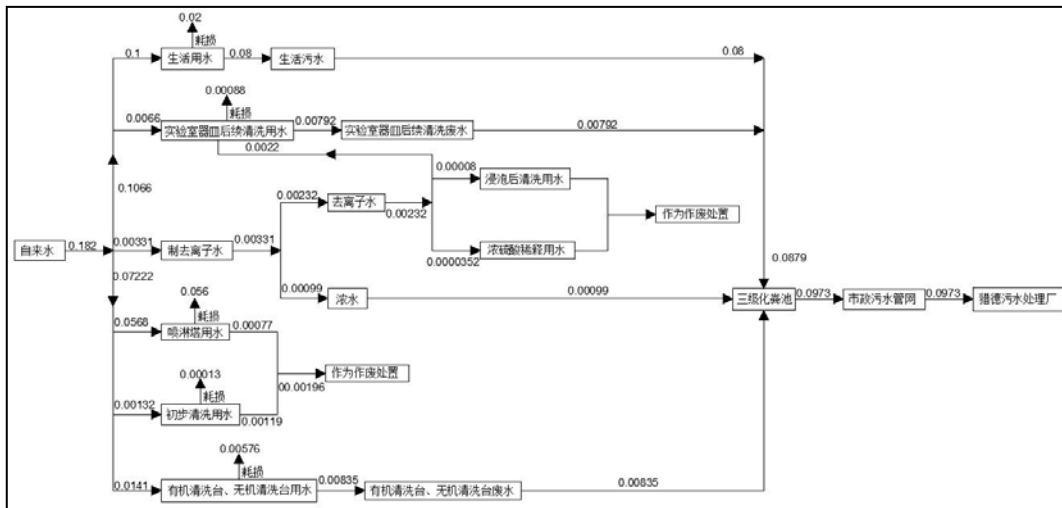 0.02
耗损
0.1 生活用水 0.08 生活污水 0.08
0.00088
耗损
0.0066 实验室器皿后续清洗用水 0.00792 实验室器皿后续清洗废水 0.00792
0.0022
0.00008 浸泡后清洗用水
0.1066
0.00232 去离子水 0.00232
作为作废处置
自来水 0.182 0.00331 制去离子水 0.00331
浓硫酸稀释用水
0.0000352
0.0879
0.07222
0.00099 浓水 0.00099 三级化粪池 0.0973 市政污水管网 0.0973 猎德污水处理厂
0.056
耗损
0.0568 喷淋塔用水 0.00077
作为作废处置
00.00196
0.00013
耗损
0.00132 初步清洗用水 0.00119
0.00576
耗损
0.0141 有机清洗台、无机清洗台用水 0.00835 有机清洗台、无机清洗台废水 0.00835